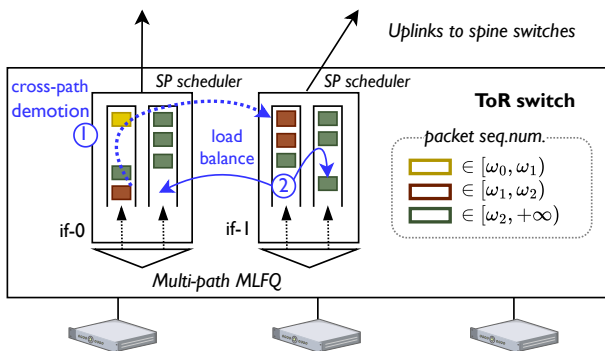 Uplinks to spine switches
SP scheduler
SP scheduler
cross-path
demotion
ToR switch
1
load
balance
2
packet seq.num.
∈ [ω₀, ω₁)
∈ [ω₁, ω₂)
∈ [ω₂, +∞)
if-0
if-1
Multi-path MLFQ